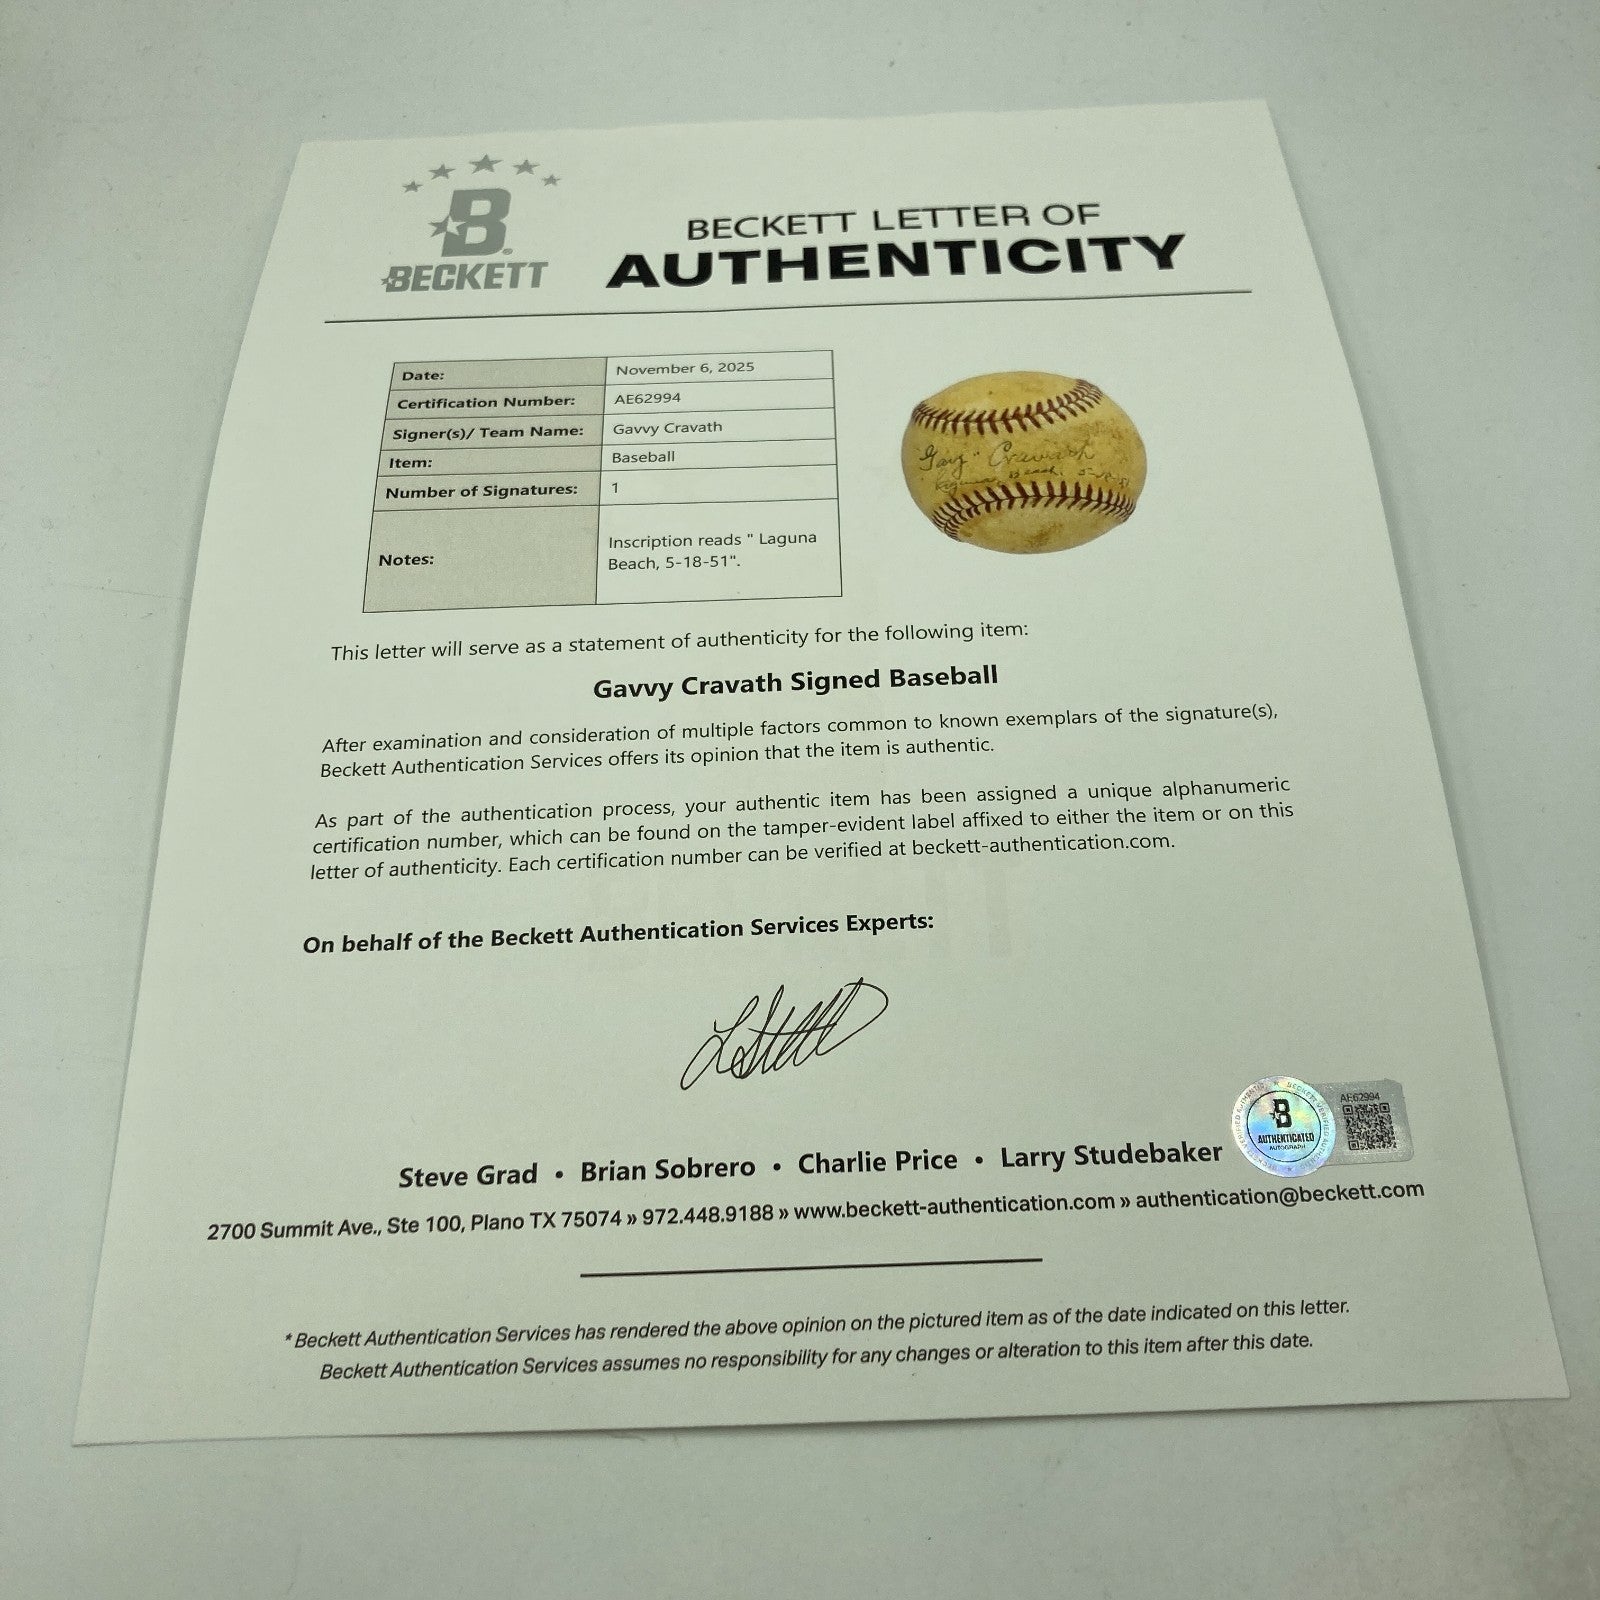 BECKETT
BECKETT LETTER OF
AUTHENTICITY
Date: November 6, 2025
Certification Number: AE62994
Signer(s)/ Team Name: Gavvy Cravath
Item: Baseball
Number of Signatures: 1
Notes: Inscription reads " Laguna
Beach, 5-18-51".
"Gavy" Cravath
This letter will serve as a statement of authenticity for the following item:
Gavvy Cravath Signed Baseball
After examination and consideration of multiple factors common to known exemplars of the signature(s),
Beckett Authentication Services offers its opinion that the item is authentic.
As part of the authentication process, your authentic item has been assigned a unique alphanumeric
certification number, which can be found on the tamper-evident label affixed to either the item or on this
letter of authenticity. Each certification number can be verified at beckett-authentication.com.
On behalf of the Beckett Authentication Services Experts:
AE62994
B
AUTHENTICATED
AUTOGRAPH
Steve Grad • Brian Sobrero • Charlie Price • Larry Studebaker
2700 Summit Ave., Ste 100, Plano TX 75074 » 972.448.9188 » www.beckett-authentication.com » authentication@beckett.com
* Beckett Authentication Services has rendered the above opinion on the pictured item as of the date indicated on this letter.
Beckett Authentication Services assumes no responsibility for any changes or alteration to this item after this date.